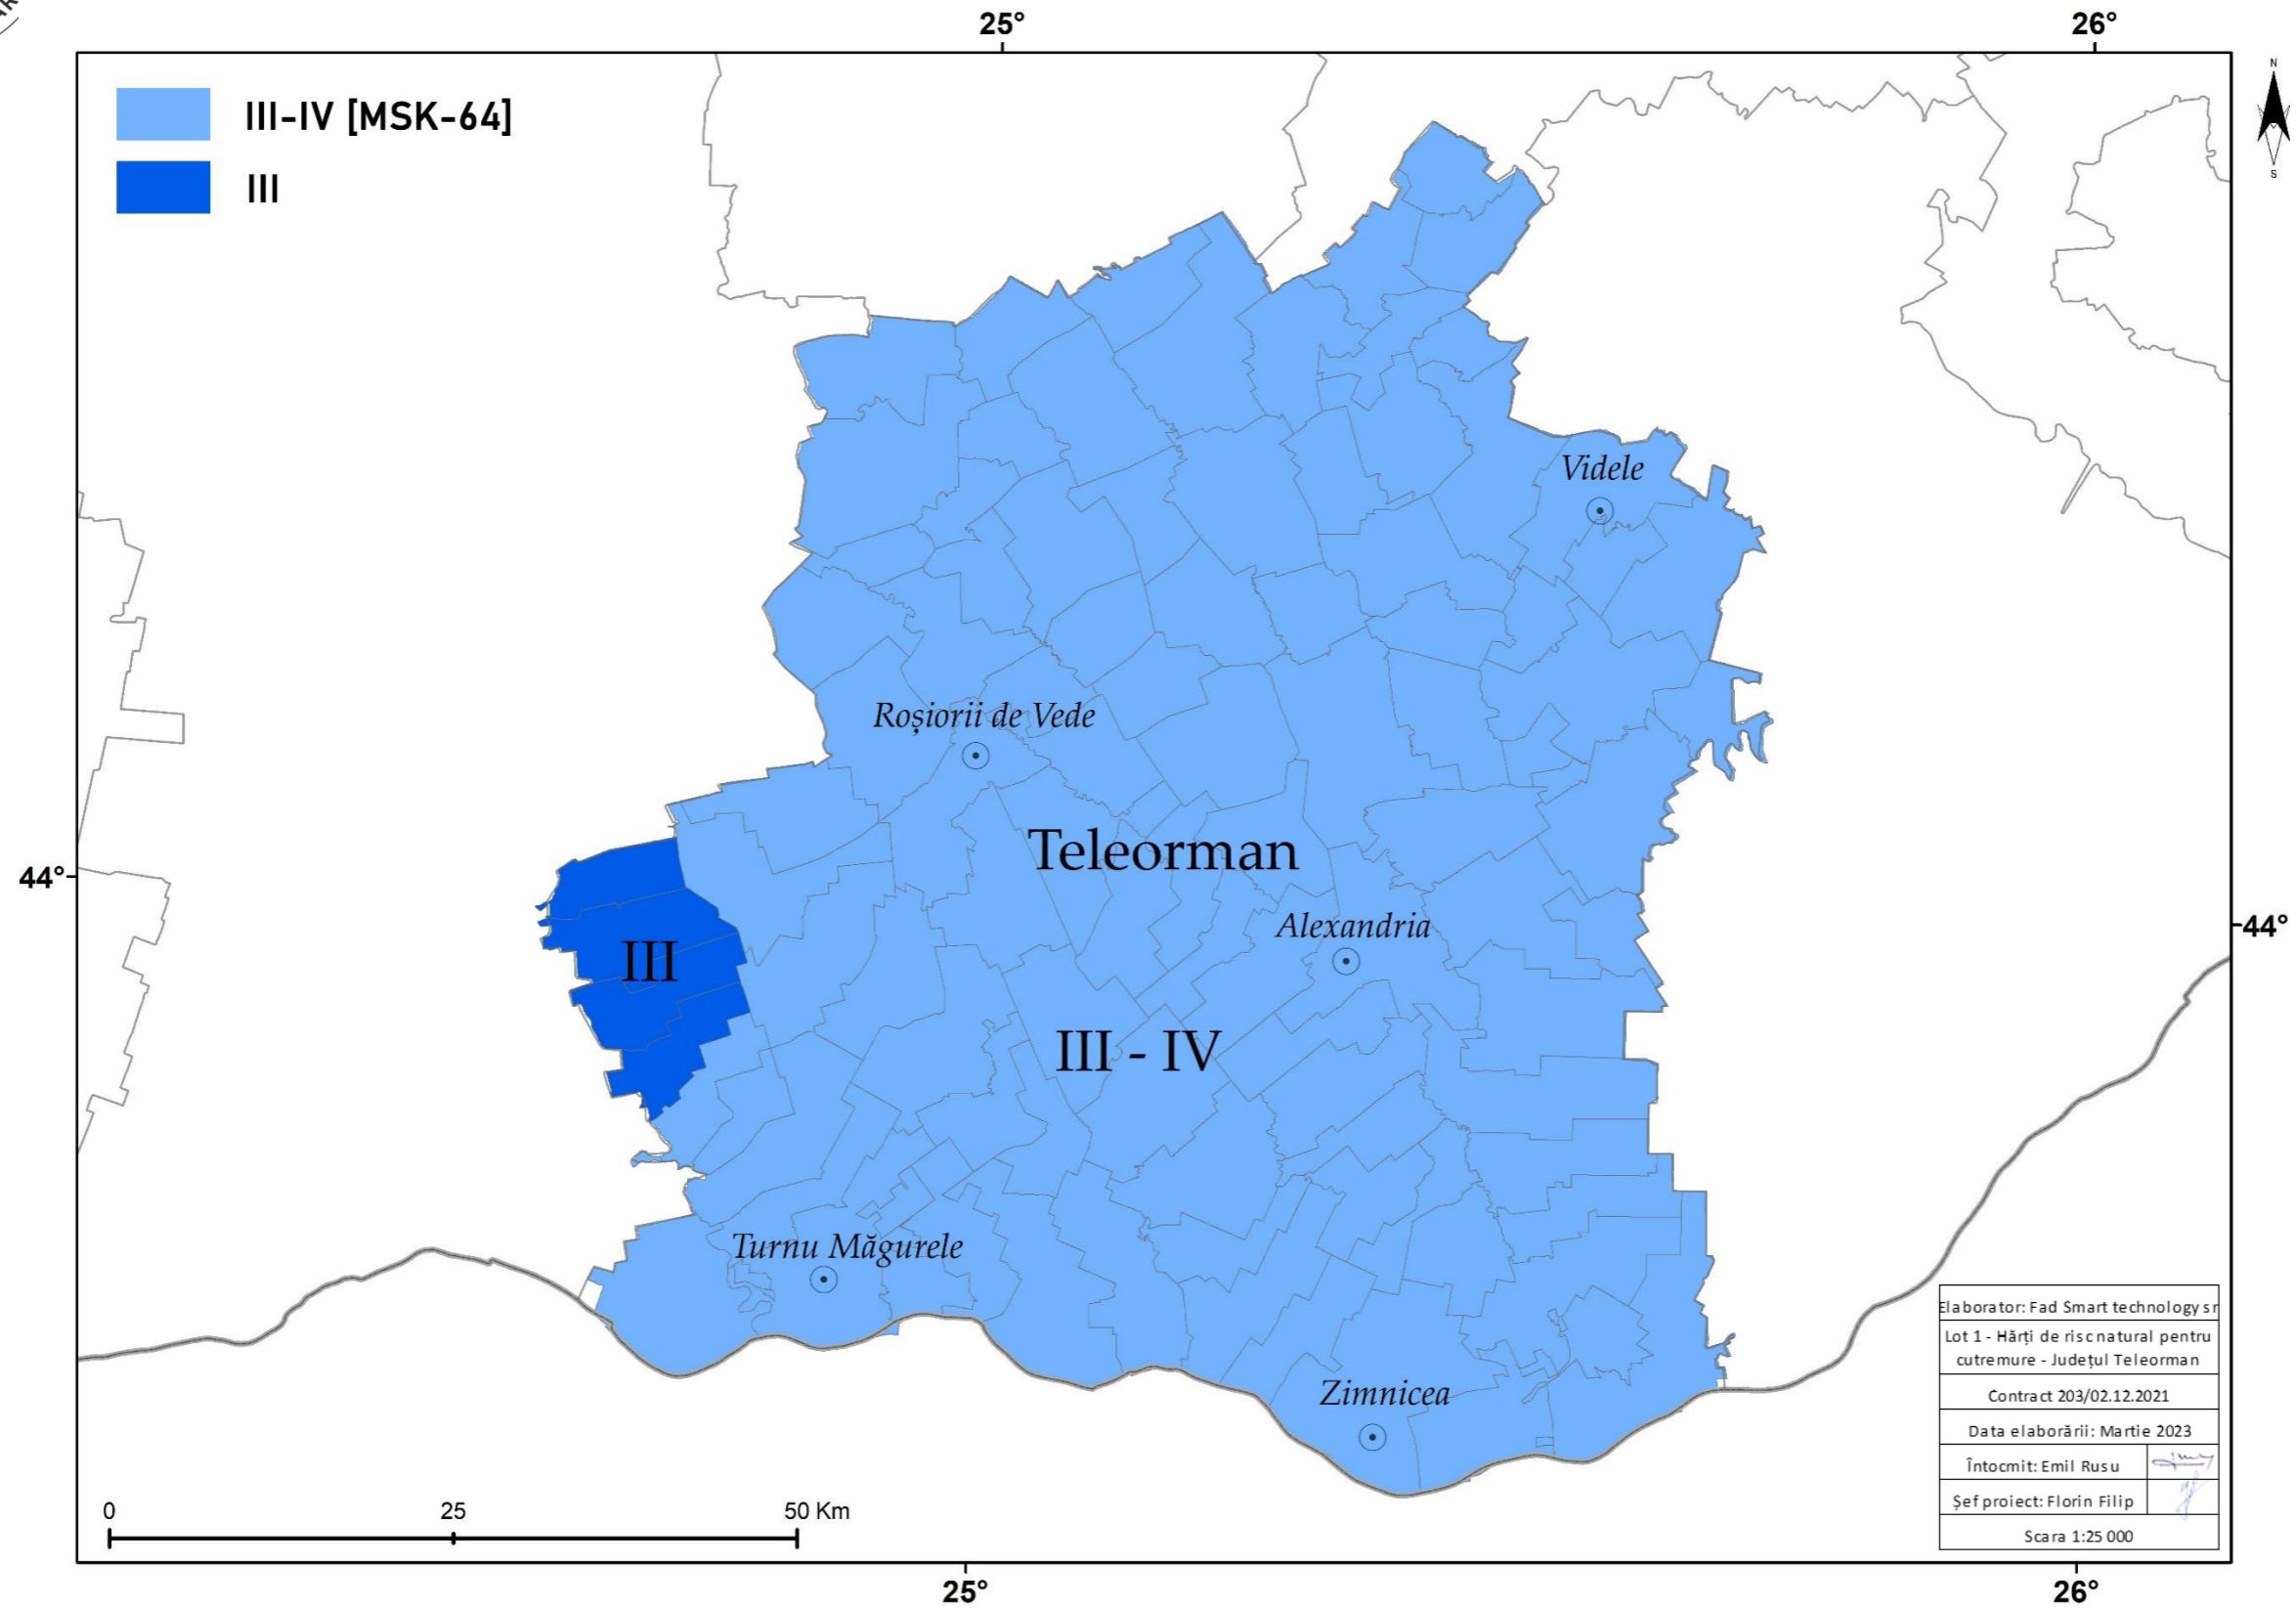 25°
26°
III-IV [MSK-64]
III
N
S
Videle
Roșiorii de Vede
Teleorman
44°
Alexandria
44°
III
III - IV
Turnu Măgurele
Zimnicea
Elaborator: Fad Smart technology sr
Lot 1 - Hărți de risc natural pentru
cutremure - Județul Teleorman
Contract 203/02.12.2021
Data elaborării: Martie 2023
Întocmit: Emil Rusu
Șef proiect: Florin Filip
Scara 1:25 000
0 25 50 Km
25°
26°